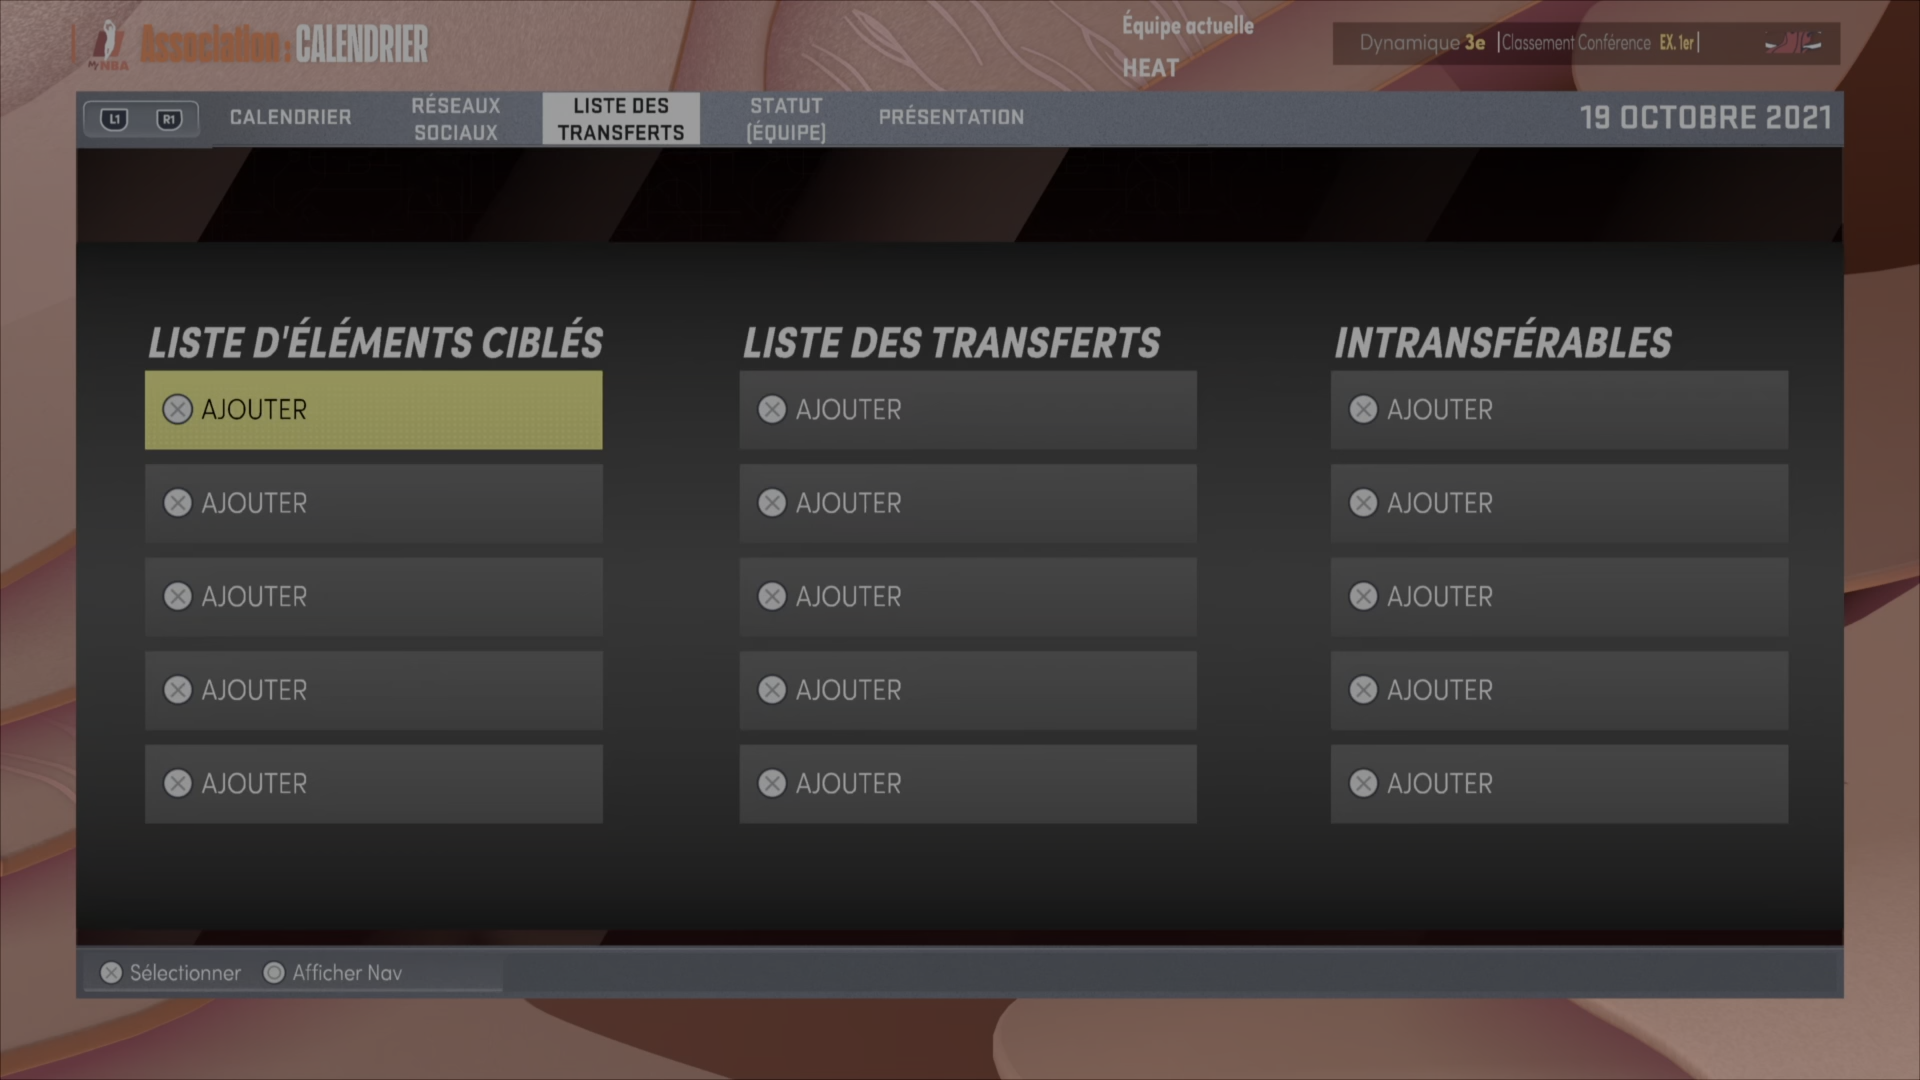 MyNBA
Association : CALENDRIER
Équipe actuelle
HEAT
Dynamique 3e | Classement Conférence EX. 1er |
L1 R1
CALENDRIER
RÉSEAUX
SOCIAUX
LISTE DES
TRANSFERTS
STATUT
(ÉQUIPE)
PRÉSENTATION
19 OCTOBRE 2021
LISTE D'ÉLÉMENTS CIBLÉS
AJOUTER
AJOUTER
AJOUTER
AJOUTER
AJOUTER
LISTE DES TRANSFERTS
AJOUTER
AJOUTER
AJOUTER
AJOUTER
AJOUTER
INTRANSFÉRABLES
AJOUTER
AJOUTER
AJOUTER
AJOUTER
AJOUTER
Sélectionner
Afficher Nav